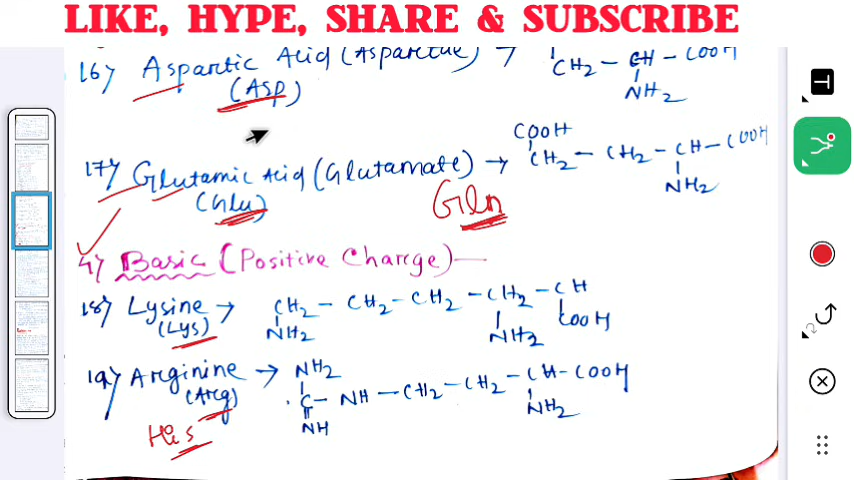 LIKE, HYPE, SHARE & SUBSCRIBE
COOH
16) Aspartic Acid (Aspartate) → CH2 - CH -
(Asp) NH2
COOH COOH
17) Glutamic Acid (Glutamate) → CH2 - CH2 - CH -
(Glu) Gln NH2
4) Basic (Positive Charge) —
18) Lysine → CH2 - CH2 - CH2 - CH2 - CH
(Lys) NH2 NH2 COOH
19) Arginine → NH2
(Arg) C - NH - CH2 - CH2 - CH - COOH
His NH NH2
T